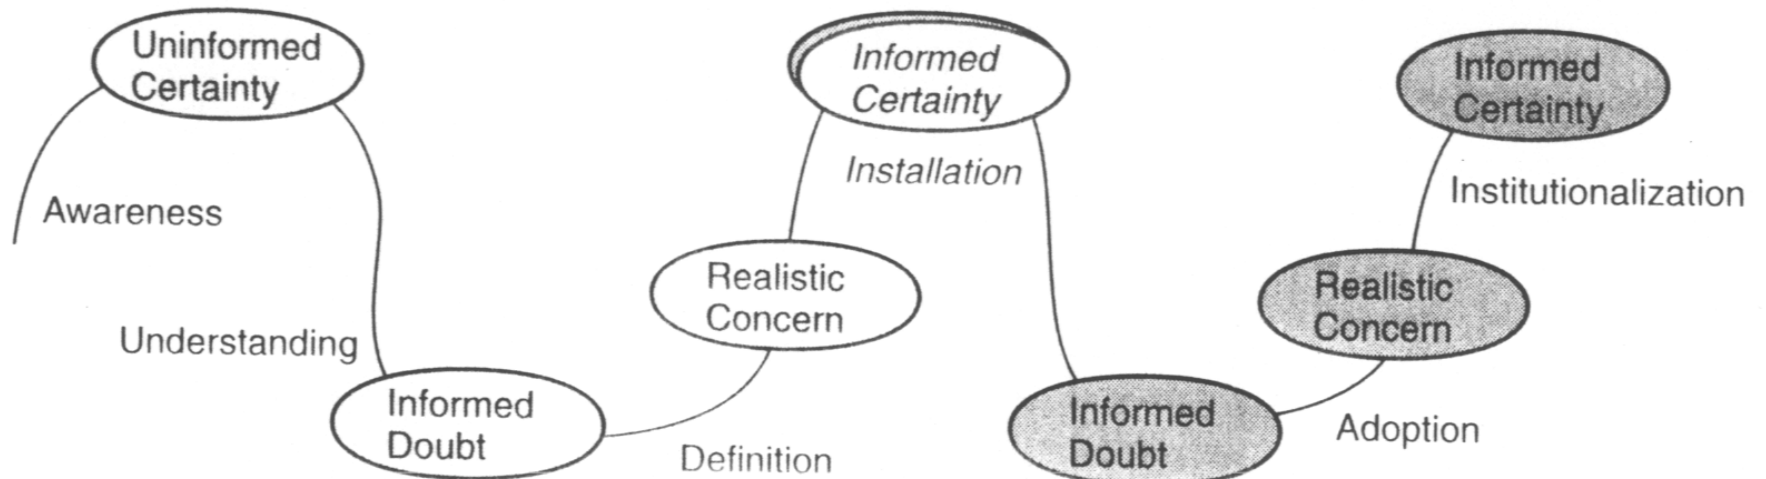 Uninformed
Certainty
Awareness
Understanding
Informed
Doubt
Definition
Realistic
Concern
Informed
Certainty
Installation
Informed
Doubt
Adoption
Realistic
Concern
Institutionalization
Informed
Certainty